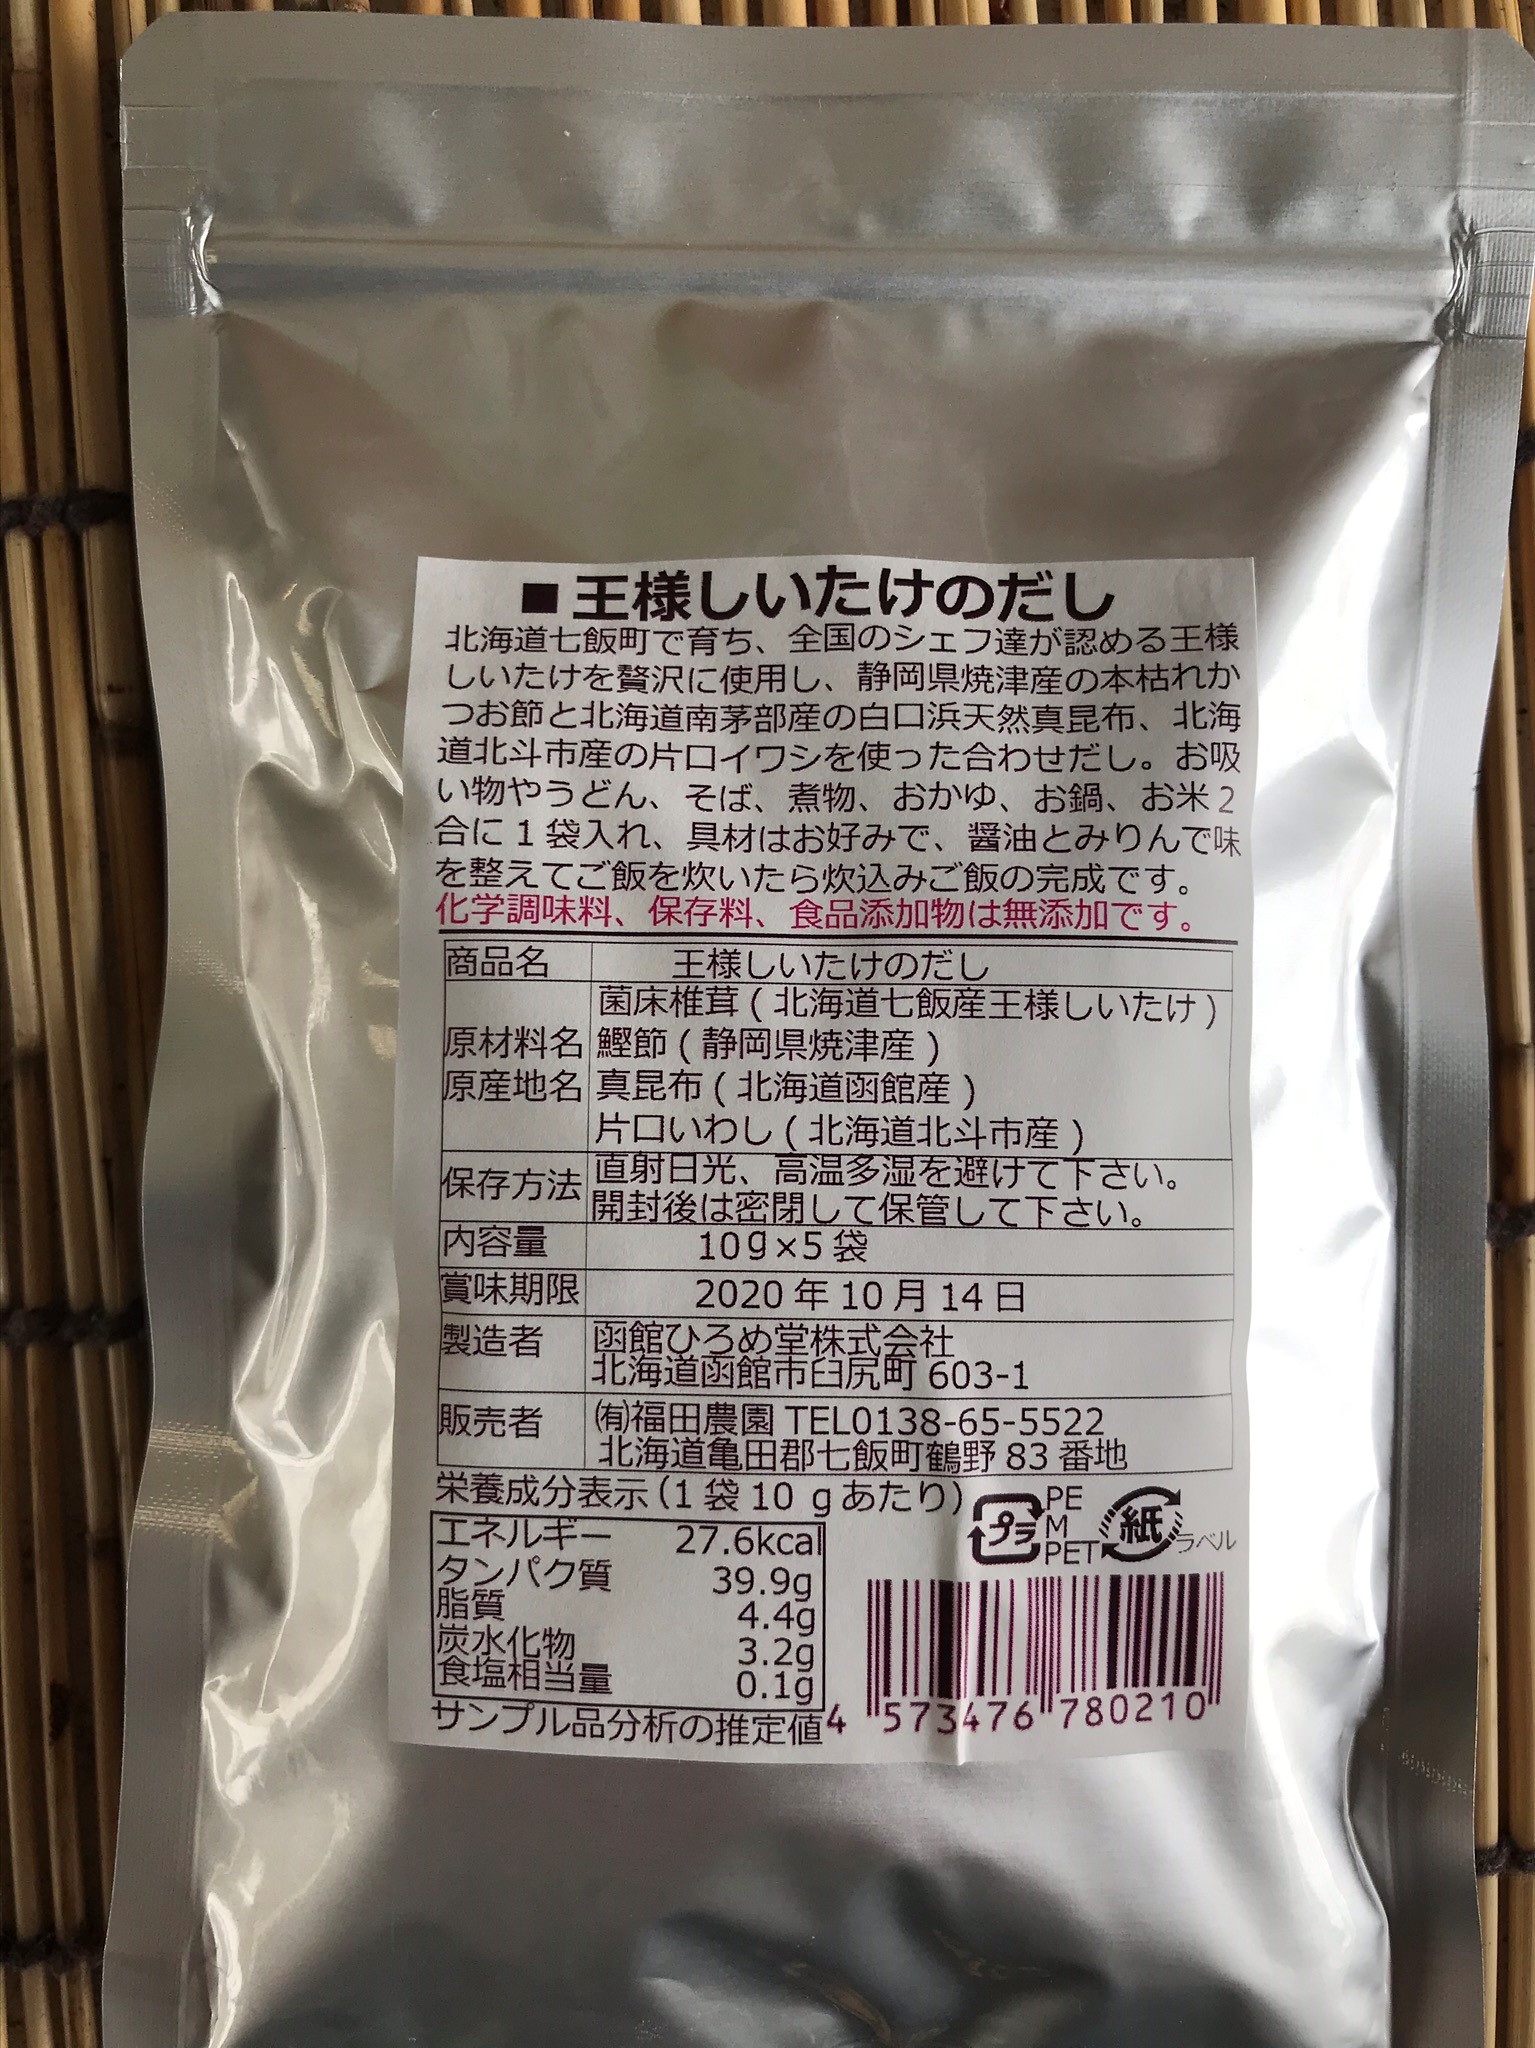 ■王様しいたけのだし
北海道七飯町で育ち、全国のシェフ達が認める王様
しいたけを贅沢に使用し、静岡県焼津産の本枯れか
つお節と北海道南茅部産の白口浜天然真昆布、北海
道北斗市産の片口イワシを使った合わせだし。お吸
い物やうどん、そば、煮物、おかゆ、お鍋、お米2
合に1袋入れ、具材はお好みで、醤油とみりんで味
を整えてご飯を炊いたら炊込みご飯の完成です。
化学調味料、保存料、食品添加物は無添加です。
商品名 王様しいたけのだし
菌床椎茸(北海道七飯産王様しいたけ)
原材料名 鰹節(静岡県焼津産)
原産地名 真昆布(北海道函館産)
片口いわし(北海道北斗市産)
保存方法 直射日光、高温多湿を避けて下さい。
開封後は密閉して保管して下さい。
内容量 10g×5袋
賞味期限 2020年10月14日
製造者 函館ひろめ堂株式会社
北海道函館市臼尻町603-1
販売者 ㈲福田農園 TEL0138-65-5522
北海道亀田郡七飯町鶴野83番地
栄養成分表示(1袋10gあたり)
エネルギー 27.6kcal
タンパク質 39.9g
脂質 4.4g
炭水化物 3.2g
食塩相当量 0.1g
サンプル品分析の推定値
プラ
PE
M
PET
紙
ラベル
4 573476 780210